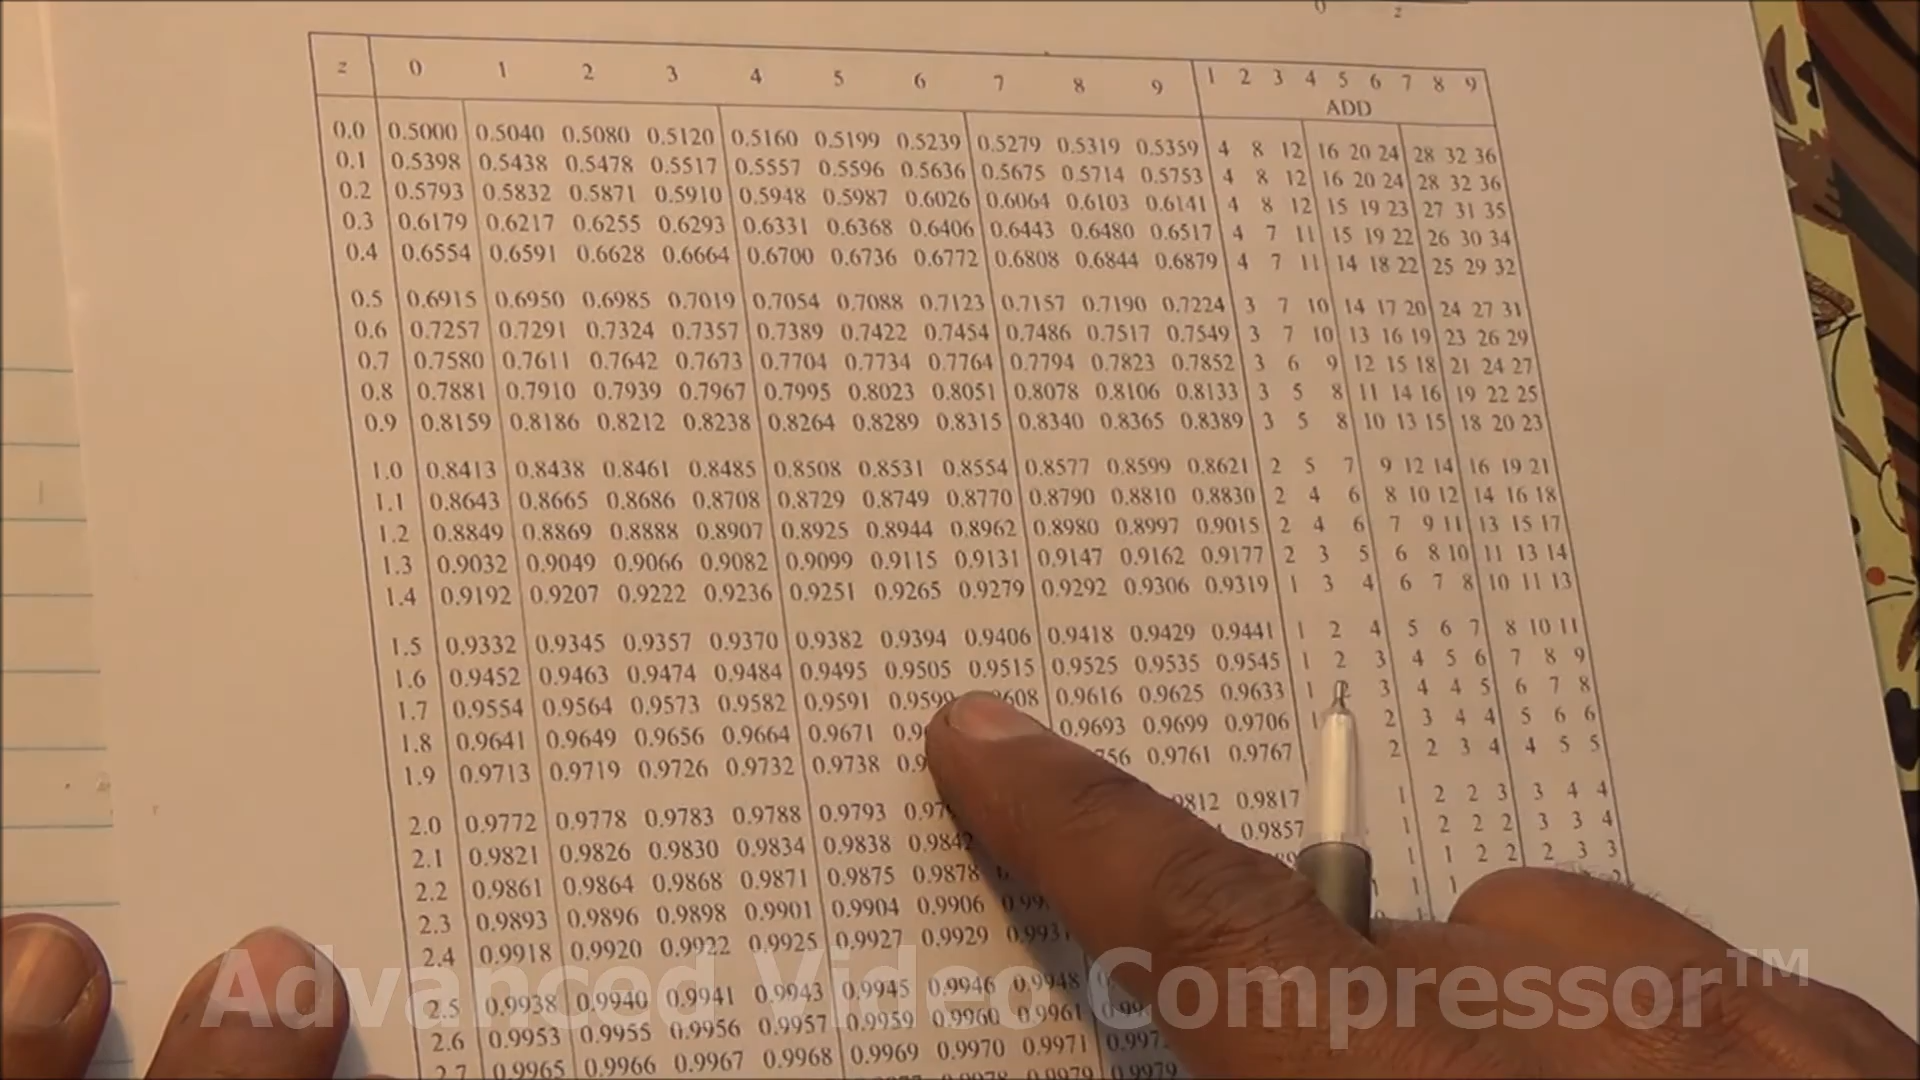 0 z
z 0 1 2 3 4 5 6 7 8 9 1 2 3 4 5 6 7 8 9
ADD
0.0 0.5000 0.5040 0.5080 0.5120 0.5160 0.5199 0.5239 0.5279 0.5319 0.5359 4 8 12 16 20 24 28 32 36
0.1 0.5398 0.5438 0.5478 0.5517 0.5557 0.5596 0.5636 0.5675 0.5714 0.5753 4 8 12 16 20 24 28 32 36
0.2 0.5793 0.5832 0.5871 0.5910 0.5948 0.5987 0.6026 0.6064 0.6103 0.6141 4 8 12 15 19 23 27 31 35
0.3 0.6179 0.6217 0.6255 0.6293 0.6331 0.6368 0.6406 0.6443 0.6480 0.6517 4 7 11 15 19 22 26 30 34
0.4 0.6554 0.6591 0.6628 0.6664 0.6700 0.6736 0.6772 0.6808 0.6844 0.6879 4 7 11 14 18 22 25 29 32
0.5 0.6915 0.6950 0.6985 0.7019 0.7054 0.7088 0.7123 0.7157 0.7190 0.7224 3 7 10 14 17 20 24 27 31
0.6 0.7257 0.7291 0.7324 0.7357 0.7389 0.7422 0.7454 0.7486 0.7517 0.7549 3 7 10 13 16 19 23 26 29
0.7 0.7580 0.7611 0.7642 0.7673 0.7704 0.7734 0.7764 0.7794 0.7823 0.7852 3 6 9 12 15 18 21 24 27
0.8 0.7881 0.7910 0.7939 0.7967 0.7995 0.8023 0.8051 0.8078 0.8106 0.8133 3 5 8 11 14 16 19 22 25
0.9 0.8159 0.8186 0.8212 0.8238 0.8264 0.8289 0.8315 0.8340 0.8365 0.8389 3 5 8 10 13 15 18 20 23
1.0 0.8413 0.8438 0.8461 0.8485 0.8508 0.8531 0.8554 0.8577 0.8599 0.8621 2 5 7 9 12 14 16 19 21
1.1 0.8643 0.8665 0.8686 0.8708 0.8729 0.8749 0.8770 0.8790 0.8810 0.8830 2 4 6 8 10 12 14 16 18
1.2 0.8849 0.8869 0.8888 0.8907 0.8925 0.8944 0.8962 0.8980 0.8997 0.9015 2 4 6 7 9 11 13 15 17
1.3 0.9032 0.9049 0.9066 0.9082 0.9099 0.9115 0.9131 0.9147 0.9162 0.9177 2 3 5 6 8 10 11 13 14
1.4 0.9192 0.9207 0.9222 0.9236 0.9251 0.9265 0.9279 0.9292 0.9306 0.9319 1 3 4 6 7 8 10 11 13
1.5 0.9332 0.9345 0.9357 0.9370 0.9382 0.9394 0.9406 0.9418 0.9429 0.9441 1 2 4 5 6 7 8 10 11
1.6 0.9452 0.9463 0.9474 0.9484 0.9495 0.9505 0.9515 0.9525 0.9535 0.9545 1 2 3 4 5 6 7 8 9
1.7 0.9554 0.9564 0.9573 0.9582 0.9591 0.9599 0.9616 0.9625 0.9633 1 2 3 4 4 5 6 7 8
1.8 0.9641 0.9649 0.9656 0.9664 0.9671 0.9693 0.9699 0.9706 1 2 3 4 4 5 6 6
1.9 0.9713 0.9719 0.9726 0.9732 0.9738 0.9761 0.9767 2 2 3 4 4 5 5
2.0 0.9772 0.9778 0.9783 0.9788 0.9793 0.9817 1 2 2 3 3 4 4
2.1 0.9821 0.9826 0.9830 0.9834 0.9838 0.9842 0.9857 1 2 2 2 3 3 4
2.2 0.9861 0.9864 0.9868 0.9871 0.9875 0.9878 1 1 2 2 2 3 3
2.3 0.9893 0.9896 0.9898 0.9901 0.9904 0.9906 1 1 1
2.4 0.9918 0.9920 0.9922 0.9925 0.9927 0.9929 0.9931
Advanced Video Compressor™
2.5 0.9938 0.9940 0.9941 0.9943 0.9945 0.9946 0.9948
2.6 0.9953 0.9955 0.9956 0.9957 0.9959 0.9960 0.9961
2.7 0.9965 0.9966 0.9967 0.9968 0.9969 0.9970 0.9971
0.9978 0.9979 0.9979